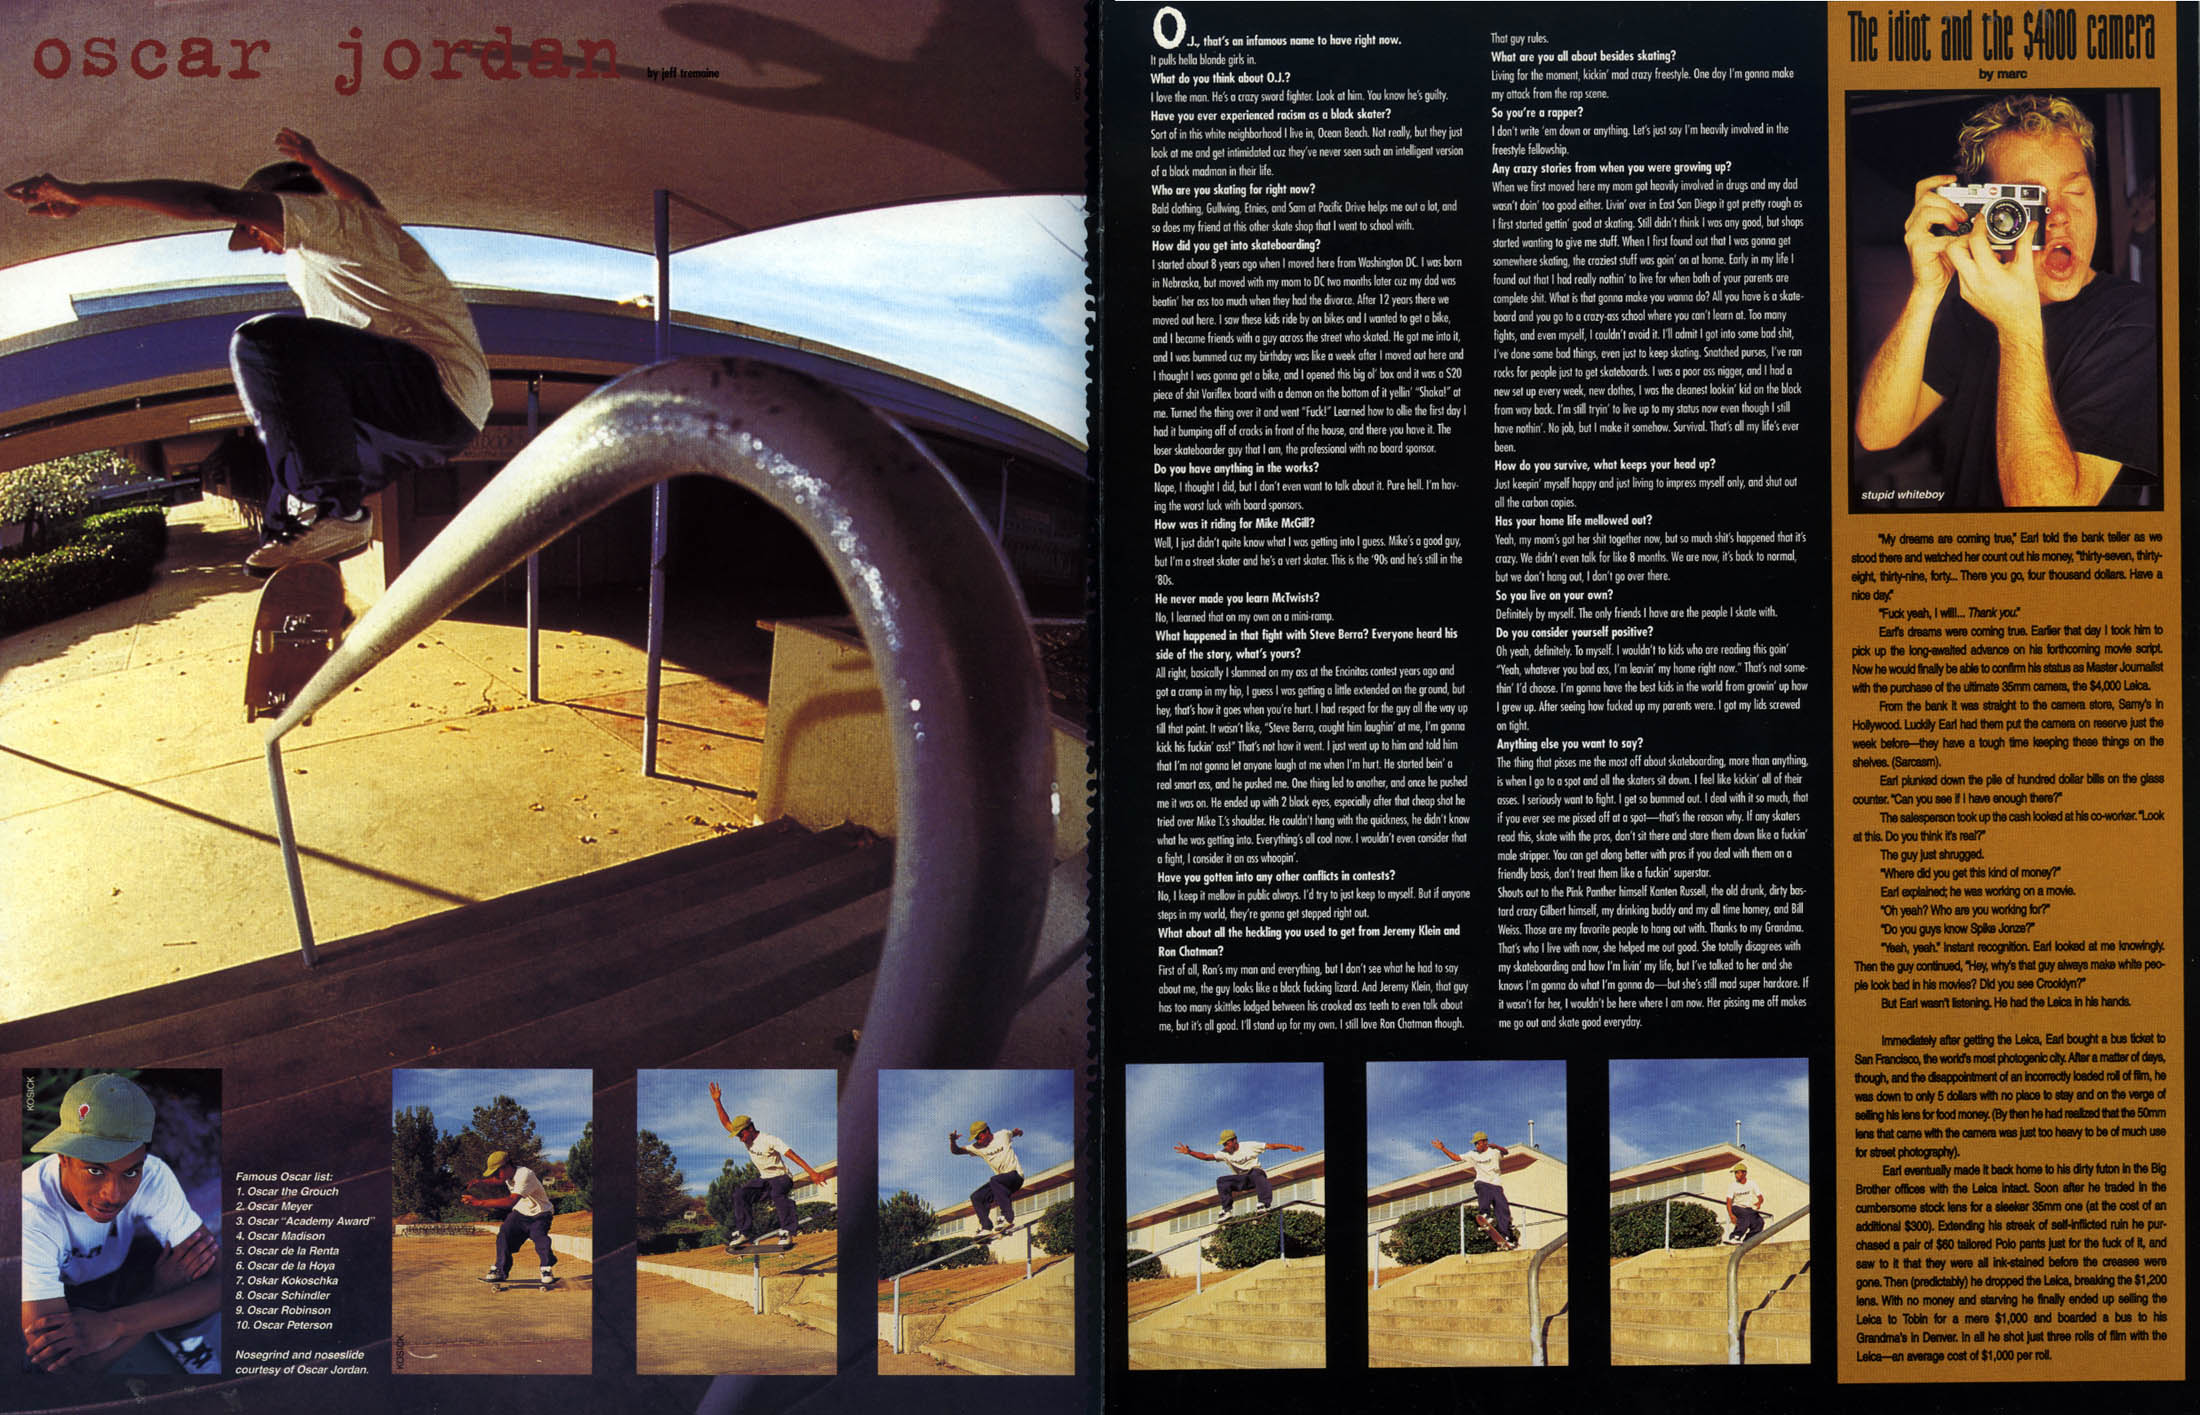 oscar jordan
by jeff tremaine
KOSICK
KOSICK
Famous Oscar list:
1. Oscar the Grouch
2. Oscar Meyer
3. Oscar "Academy Award"
4. Oscar Madison
5. Oscar de la Renta
6. Oscar de la Hoya
7. Oskar Kokoschka
8. Oscar Schindler
9. Oscar Robinson
10. Oscar Peterson
Nosegrind and noseslide
courtesy of Oscar Jordan.
KOSICK
O.J., that's an infamous name to have right now.
It pulls hella blonde girls in.
What do you think about O.J.?
I love the man. He's a crazy sword fighter. Look at him. You know he's guilty.
Have you ever experienced racism as a black skater?
Sort of in this white neighborhood I live in, Ocean Beach. Not really, but they just
look at me and get intimidated cuz they've never seen such an intelligent version
of a black madman in their life.
Who are you skating for right now?
Bald clothing, Gullwing, Etnies, and Sam at Pacific Drive helps me out a lot, and
so does my friend at this other skate shop that I went to school with.
How did you get into skateboarding?
I started about 8 years ago when I moved here from Washington DC. I was born
in Nebraska, but moved with my mom to DC two months later cuz my dad was
beatin' her ass too much when they had the divorce. After 12 years there we
moved out here. I saw these kids ride by on bikes and I wanted to get a bike,
and I became friends with a guy across the street who skated. He got me into it,
and I was bummed cuz my birthday was like a week after I moved out here and
I thought I was gonna get a bike, and I opened this big ol' box and it was a $20
piece of shit Variflex board with a demon on the bottom of it yellin' "Shaka!" at
me. Turned the thing over it and went "Fuck!" Learned how to ollie the first day I
had it bumping off of cracks in front of the house, and there you have it. The
loser skateboarder guy that I am, the professional with no board sponsor.
Do you have anything in the works?
Nope, I thought I did, but I don't even want to talk about it. Pure hell. I'm hav-
ing the worst luck with board sponsors.
How was it riding for Mike McGill?
Well, I just didn't quite know what I was getting into I guess. Mike's a good guy,
but I'm a street skater and he's a vert skater. This is the '90s and he's still in the
'80s.
He never made you learn McTwists?
No, I learned that on my own on a mini-ramp.
What happened in that fight with Steve Berra? Everyone heard his
side of the story, what's yours?
All right, basically I slammed on my ass at the Encinitas contest years ago and
got a cramp in my hip, I guess I was getting a little extended on the ground, but
hey, that's how it goes when you're hurt. I had respect for the guy all the way up
till that point. It wasn't like, "Steve Berra, caught him laughin' at me, I'm gonna
kick his fuckin' ass!" That's not how it went. I just went up to him and told him
that I'm not gonna let anyone laugh at me when I'm hurt. He started bein' a
real smart ass, and he pushed me. One thing led to another, and once he pushed
me it was on. He ended up with 2 black eyes, especially after that cheap shot he
tried over Mike T.'s shoulder. He couldn't hang with the quickness, he didn't know
what he was getting into. Everything's all cool now. I wouldn't even consider that
a fight, I consider it an ass whoopin'.
Have you gotten into any other conflicts in contests?
No, I keep it mellow in public always. I'd try to just keep to myself. But if anyone
steps in my world, they're gonna get stepped right out.
What about all the heckling you used to get from Jeremy Klein and
Ron Chatman?
First of all, Ron's my man and everything, but I don't see what he had to say
about me, the guy looks like a black fucking lizard. And Jeremy Klein, that guy
has too many skittles lodged between his crooked ass teeth to even talk about
me, but it's all good. I'll stand up for my own. I still love Ron Chatman though.
That guy rules.
What are you all about besides skating?
Living for the moment, kickin' mad crazy freestyle. One day I'm gonna make
my attack from the rap scene.
So you're a rapper?
I don't write 'em down or anything. Let's just say I'm heavily involved in the
freestyle fellowship.
Any crazy stories from when you were growing up?
When we first moved here my mom got heavily involved in drugs and my dad
wasn't doin' too good either. Livin' over in East San Diego it got pretty rough as
I first started gettin' good at skating. Still didn't think I was any good, but shops
started wanting to give me stuff. When I first found out that I was gonna get
somewhere skating, the craziest stuff was goin' on at home. Early in my life I
found out that I had really nothin' to live for when both of your parents are
complete shit. What is that gonna make you wanna do? All you have is a skate-
board and you go to a crazy-ass school where you can't learn at. Too many
fights, and even myself, I couldn't avoid it. I'll admit I got into some bad shit,
I've done some bad things, even just to keep skating. Snatched purses, I've ran
rocks for people just to get skateboards. I was a poor ass nigger, and I had a
new set up every week, new clothes, I was the cleanest lookin' kid on the block
from way back. I'm still tryin' to live up to my status now even though I still
have nothin'. No job, but I make it somehow. Survival. That's all my life's ever
been.
How do you survive, what keeps your head up?
Just keepin' myself happy and just living to impress myself only, and shut out
all the carbon copies.
Has your home life mellowed out?
Yeah, my mom's got her shit together now, but so much shit's happened that it's
crazy. We didn't even talk for like 8 months. We are now, it's back to normal,
but we don't hang out, I don't go over there.
So you live on your own?
Definitely by myself. The only friends I have are the people I skate with.
Do you consider yourself positive?
Oh yeah, definitely. To myself. I wouldn't to kids who are reading this goin'
"Yeah, whatever you bad ass, I'm leavin' my home right now." That's not some-
thin' I'd choose. I'm gonna have the best kids in the world from growin' up how
I grew up. After seeing how fucked up my parents were. I got my lids screwed
on tight.
Anything else you want to say?
The thing that pisses me the most off about skateboarding, more than anything,
is when I go to a spot and all the skaters sit down. I feel like kickin' all of their
asses. I seriously want to fight. I get so bummed out. I deal with it so much, that
if you ever see me pissed off at a spot—that's the reason why. If any skaters
read this, skate with the pros, don't sit there and stare them down like a fuckin'
male stripper. You can get along better with pros if you deal with them on a
friendly basis, don't treat them like a fuckin' superstar.
Shouts out to the Pink Panther himself Kanten Russell, the old drunk, dirty bas-
tard crazy Gilbert himself, my drinking buddy and my all time homey, and Bill
Weiss. Those are my favorite people to hang out with. Thanks to my Grandma.
That's who I live with now, she helped me out good. She totally disagrees with
my skateboarding and how I'm livin' my life, but I've talked to her and she
knows I'm gonna do what I'm gonna do—but she's still mad super hardcore. If
it wasn't for her, I wouldn't be here where I am now. Her pissing me off makes
me go out and skate good everyday.
The idiot and the $4000 camera
by marc
stupid whiteboy
"My dreams are coming true," Earl told the bank teller as we
stood there and watched her count out his money, "thirty-seven, thirty-
eight, thirty-nine, forty... There you go, four thousand dollars. Have a
nice day."
"Fuck yeah, I will!... Thank you."
Earl's dreams were coming true. Earlier that day I took him to
pick up the long-awaited advance on his forthcoming movie script.
Now he would finally be able to confirm his status as Master Journalist
with the purchase of the ultimate 35mm camera, the $4,000 Leica.
From the bank it was straight to the camera store, Samy's in
Hollywood. Luckily Earl had them put the camera on reserve just the
week before—they have a tough time keeping these things on the
shelves. (Sarcasm).
Earl plunked down the pile of hundred dollar bills on the glass
counter. "Can you see if I have enough there?"
The salesperson took up the cash looked at his co-worker. "Look
at this. Do you think it's real?"
The guy just shrugged.
"Where did you get this kind of money?"
Earl explained; he was working on a movie.
"Oh yeah? Who are you working for?"
"Do you guys know Spike Jonze?"
"Yeah, yeah." Instant recognition. Earl looked at me knowingly.
Then the guy continued, "Hey, why's that guy always make white peo-
ple look bad in his movies? Did you see Crooklyn?"
But Earl wasn't listening. He had the Leica in his hands.
Immediately after getting the Leica, Earl bought a bus ticket to
San Francisco, the world's most photogenic city. After a matter of days,
though, and the disappointment of an incorrectly loaded roll of film, he
was down to only 5 dollars with no place to stay and on the verge of
selling his lens for food money. (By then he had realized that the 50mm
lens that came with the camera was just too heavy to be of much use
for street photography).
Earl eventually made it back home to his dirty futon in the Big
Brother offices with the Leica intact. Soon after he traded in the
cumbersome stock lens for a sleeker 35mm one (at the cost of an
additional $300). Extending his streak of self-inflicted ruin he pur-
chased a pair of $60 tailored Polo pants just for the fuck of it, and
saw to it that they were all ink-stained before the creases were
gone. Then (predictably) he dropped the Leica, breaking the $1,200
lens. With no money and starving he finally ended up selling the
Leica to Tobin for a mere $1,000 and boarded a bus to his
Grandma's in Denver. In all he shot just three rolls of film with the
Leica—an average cost of $1,000 per roll.